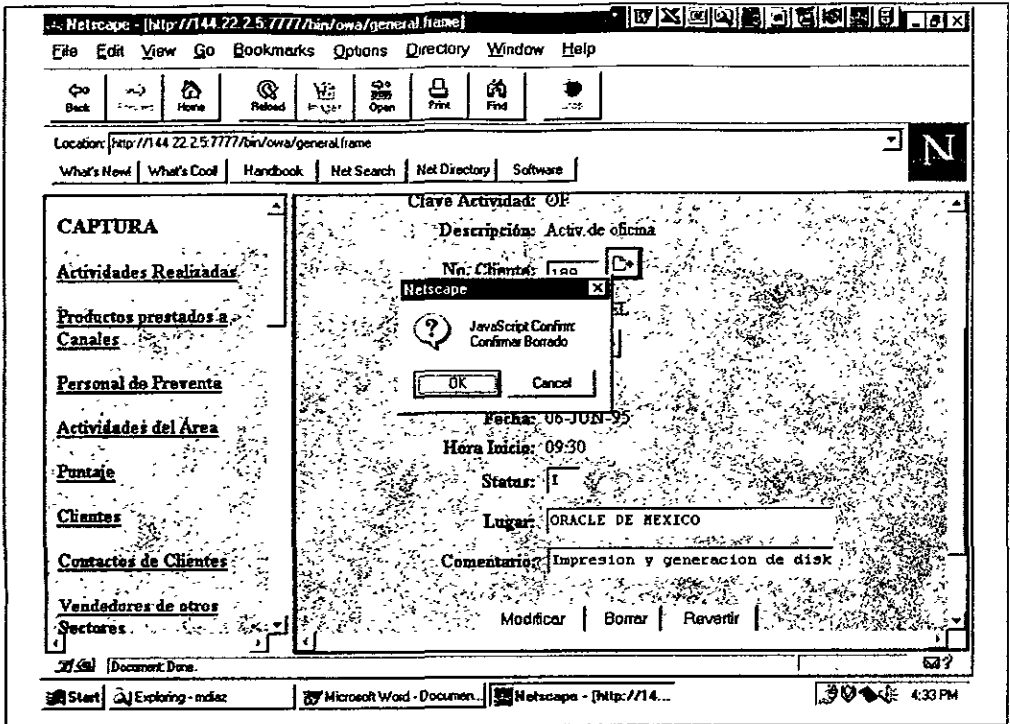 Netscape - [http://144.22.2.5:7777/bin/owa/general.frame]
File Edit View Go Bookmarks Options Directory Window Help
Back Home Reload Open Print Find
Location: http://144.22.2.5:7777/bin/owa/general.frame
What's New! What's Cool Handbook Net Search Net Directory Software
CAPTURA
Actividades Realizadas
Productos prestados a
Canales
Personal de Preventa
Actividades del Área
Puntaje
Clientes
Contactos de Clientes
Vendedores de otros
Sectores
Clave Actividad: OF
Descripción: Activ. de oficina
No. Cliente: 189
Netscape
JavaScript Confirm:
Confirmar Borrado
OK Cancel
Fecha: 06-JUN-95
Hora Inicio: 09:30
Status: I
Lugar: ORACLE DE MEXICO
Comentario: Impresion y generacion de disk
Modificar Borrar Revertir
Document: Done.
Start Exploring - mdiaz Microsoft Word - Documen... Netscape - [http://14... 4:33 PM